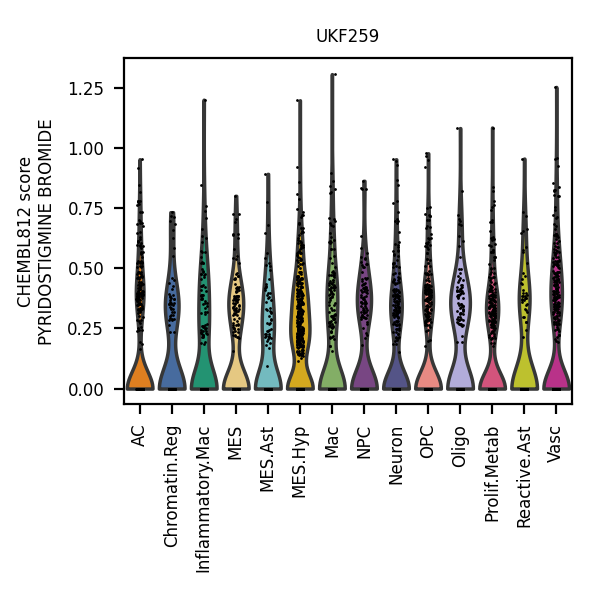 UKF259
CHEMBL812 score
PYRIDOSTIGMINE BROMIDE
1.25
1.00
0.75
0.50
0.25
0.00
AC
Chromatin.Reg
Inflammatory.Mac
MES
MES.Ast
MES.Hyp
Mac
NPC
Neuron
OPC
Oligo
Prolif.Metab
Reactive.Ast
Vasc